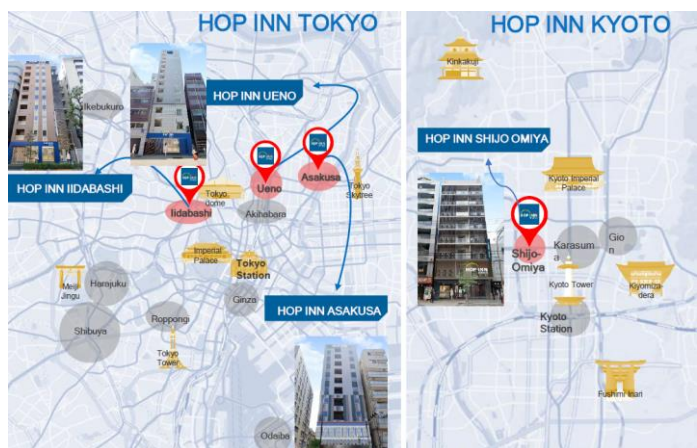 HOP INN TOKYO
Ikebukuro
HOP INN UENO
HOP INN IIDABASHI
Iidabashi
Tokyo
dome
Ueno
Asakusa
Tokyo
Skytree
Akihabara
Imperial
Palace
Tokyo
Station
Meiji
Jingu
Harajuku
Ginza
HOP INN ASAKUSA
Shibuya
Roppongi
Tokyo
Tower
Odaiba
HOP INN KYOTO
Kinkakuji
HOP INN SHIJO OMIYA
Kyoto Imperial
Palace
Shijo-
Omiya
Karasum
a
Gio
n
Kyoto Tower
Kiyomizu-
dera
Kyoto
Station
Fushimi Inari
HOP INN